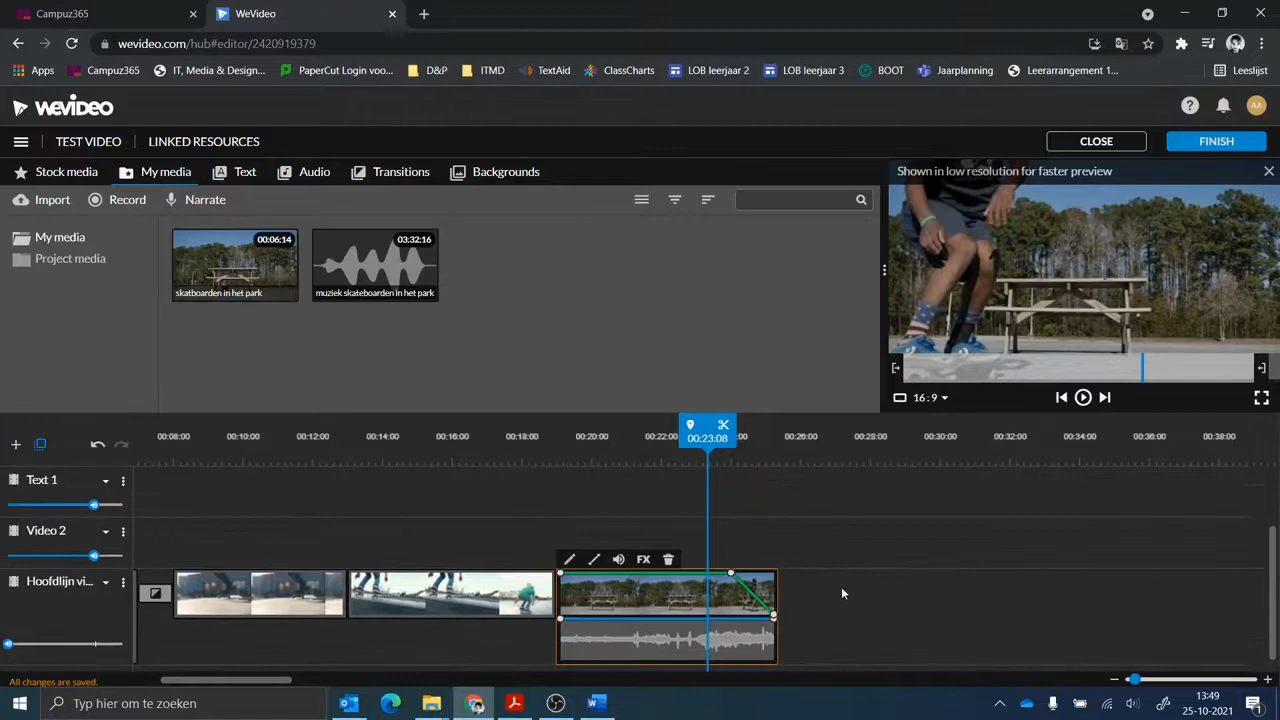 Campuz365
WeVideo
wevideo.com/hub#editor/2420919379
Apps
Campuz365
IT, Media & Design...
PaperCut Login voo...
D&P
ITMD
TextAid
ClassCharts
LOB leerjaar 2
LOB leerjaar 3
BOOT
Jaarplanning
Leerarrangement 1...
Leeslijst
WEVIDEO
AA
TEST VIDEO
LINKED RESOURCES
CLOSE
FINISH
Stock media
My media
Text
Audio
Transitions
Backgrounds
Shown in low resolution for faster preview
Import
Record
Narrate
My media
Project media
00:06:14
skatboarden in het park
03:32:16
muziek skateboarden in het park
16:9
00:08:00
00:10:00
00:12:00
00:14:00
00:16:00
00:18:00
00:20:00
00:23:08
00:26:00
00:28:00
00:30:00
00:32:00
00:34:00
00:36:00
00:38:00
Text 1
Video 2
FX
Hoofdlijn vi...
All changes are saved.
Typ hier om te zoeken
13:49
25-10-2021